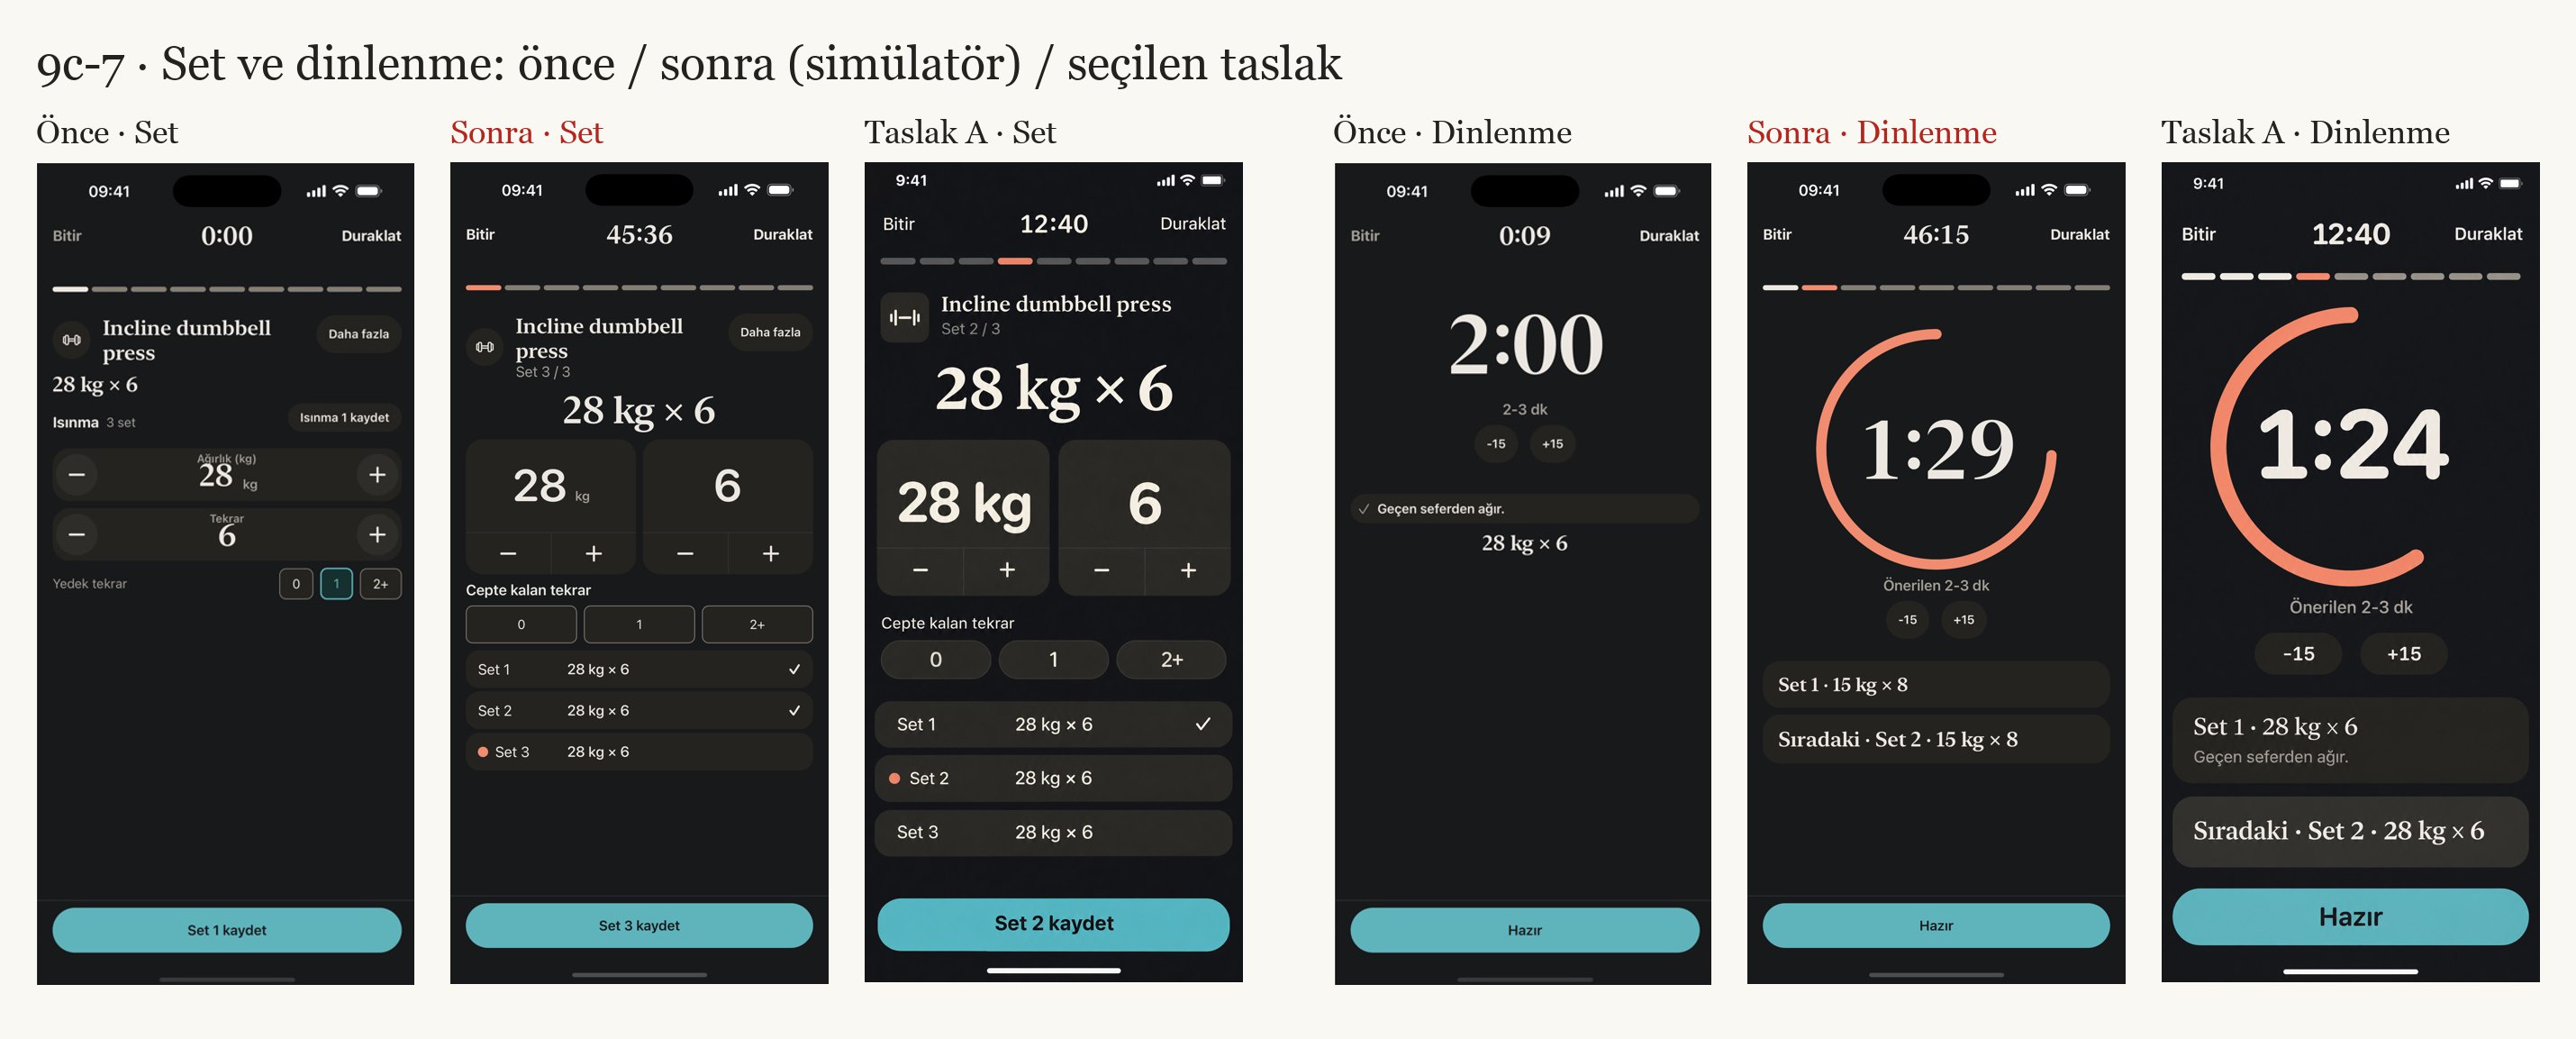 9c-7 · Set ve dinlenme: önce / sonra (simülatör) / seçilen taslak
Önce · Set
09:41
Bitir
0:00
Duraklat
Incline dumbbell
press
Daha fazla
28 kg × 6
Isınma 3 set
Isınma 1 kaydet
Ağırlık (kg)
− 28 kg +
Tekrar
− 6 +
Yedek tekrar
0
1
2+
Set 1 kaydet
Sonra · Set
09:41
Bitir
45:36
Duraklat
Incline dumbbell
press
Daha fazla
Set 3 / 3
28 kg × 6
28 kg
6
− + − +
Cepte kalan tekrar
0
1
2+
Set 1 28 kg × 6 ✓
Set 2 28 kg × 6 ✓
Set 3 28 kg × 6
Set 3 kaydet
Taslak A · Set
9:41
Bitir
12:40
Duraklat
Incline dumbbell press
Set 2 / 3
28 kg × 6
28 kg
6
− + − +
Cepte kalan tekrar
0
1
2+
Set 1 28 kg × 6 ✓
Set 2 28 kg × 6
Set 3 28 kg × 6
Set 2 kaydet
Önce · Dinlenme
09:41
Bitir
0:09
Duraklat
2:00
2-3 dk
-15
+15
✓ Geçen seferden ağır.
28 kg × 6
Hazır
Sonra · Dinlenme
09:41
Bitir
46:15
Duraklat
1:29
Önerilen 2-3 dk
-15
+15
Set 1 · 15 kg × 8
Sıradaki · Set 2 · 15 kg × 8
Hazır
Taslak A · Dinlenme
9:41
Bitir
12:40
Duraklat
1:24
Önerilen 2-3 dk
-15
+15
Set 1 · 28 kg × 6
Geçen seferden ağır.
Sıradaki · Set 2 · 28 kg × 6
Hazır